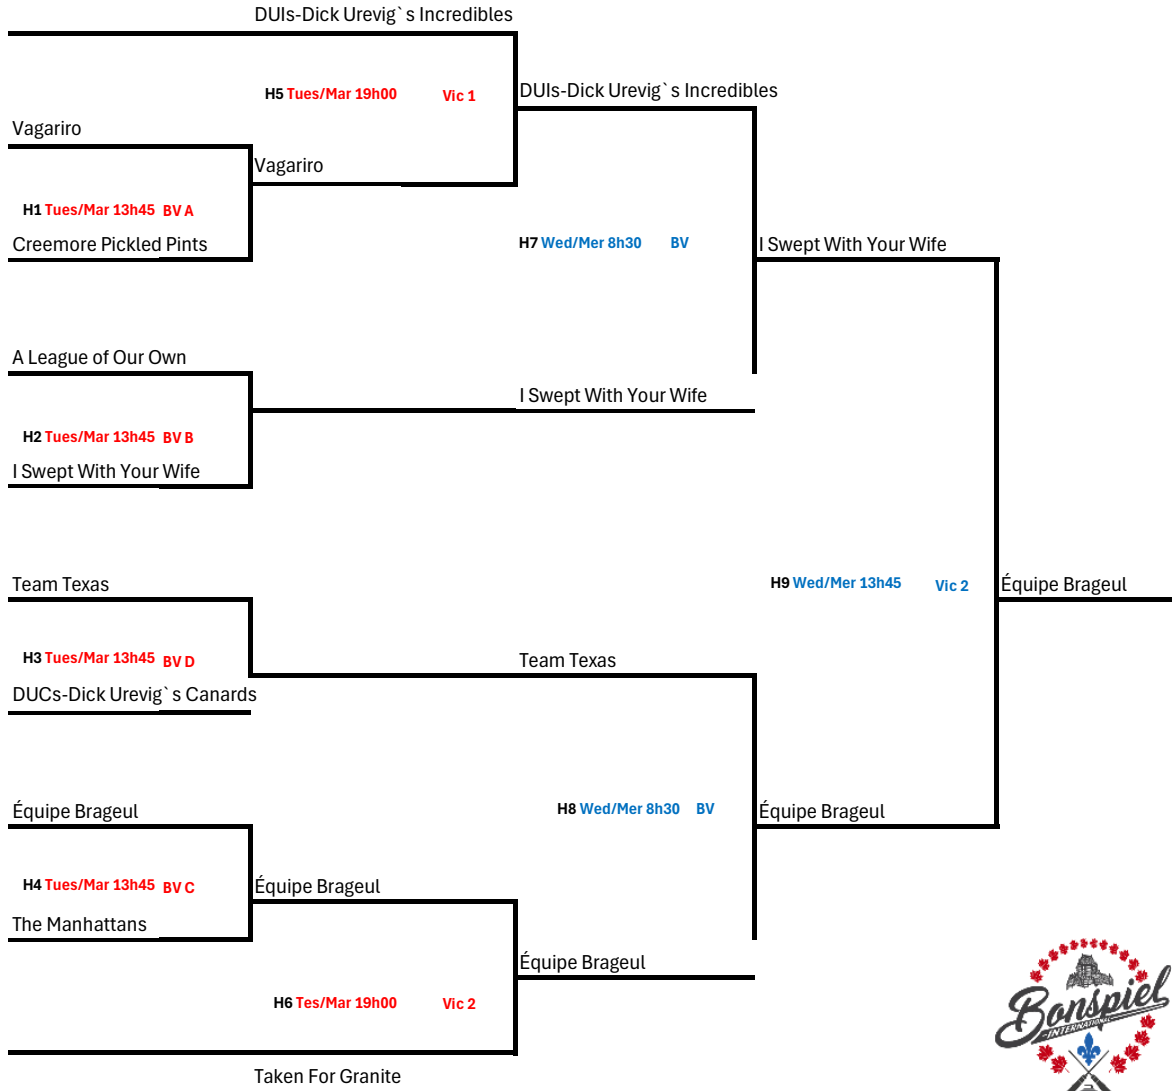 DUIs-Dick Urevig`s Incredibles
H5 Tues/Mar 19h00 Vic 1
DUIs-Dick Urevig`s Incredibles
Vagariro
Vagariro
H1 Tues/Mar 13h45 BV A
Creemore Pickled Pints
H7 Wed/Mer 8h30 BV
I Swept With Your Wife
A League of Our Own
I Swept With Your Wife
H2 Tues/Mar 13h45 BV B
I Swept With Your Wife
Team Texas
H9 Wed/Mer 13h45 Vic 2
Équipe Brageul
H3 Tues/Mar 13h45 BV D
Team Texas
DUCs-Dick Urevig`s Canards
Équipe Brageul
H8 Wed/Mer 8h30 BV
Équipe Brageul
H4 Tues/Mar 13h45 BV C
Équipe Brageul
The Manhattans
Équipe Brageul
H6 Tes/Mar 19h00 Vic 2
Taken For Granite
Bonspiel
INTERNATIONAL